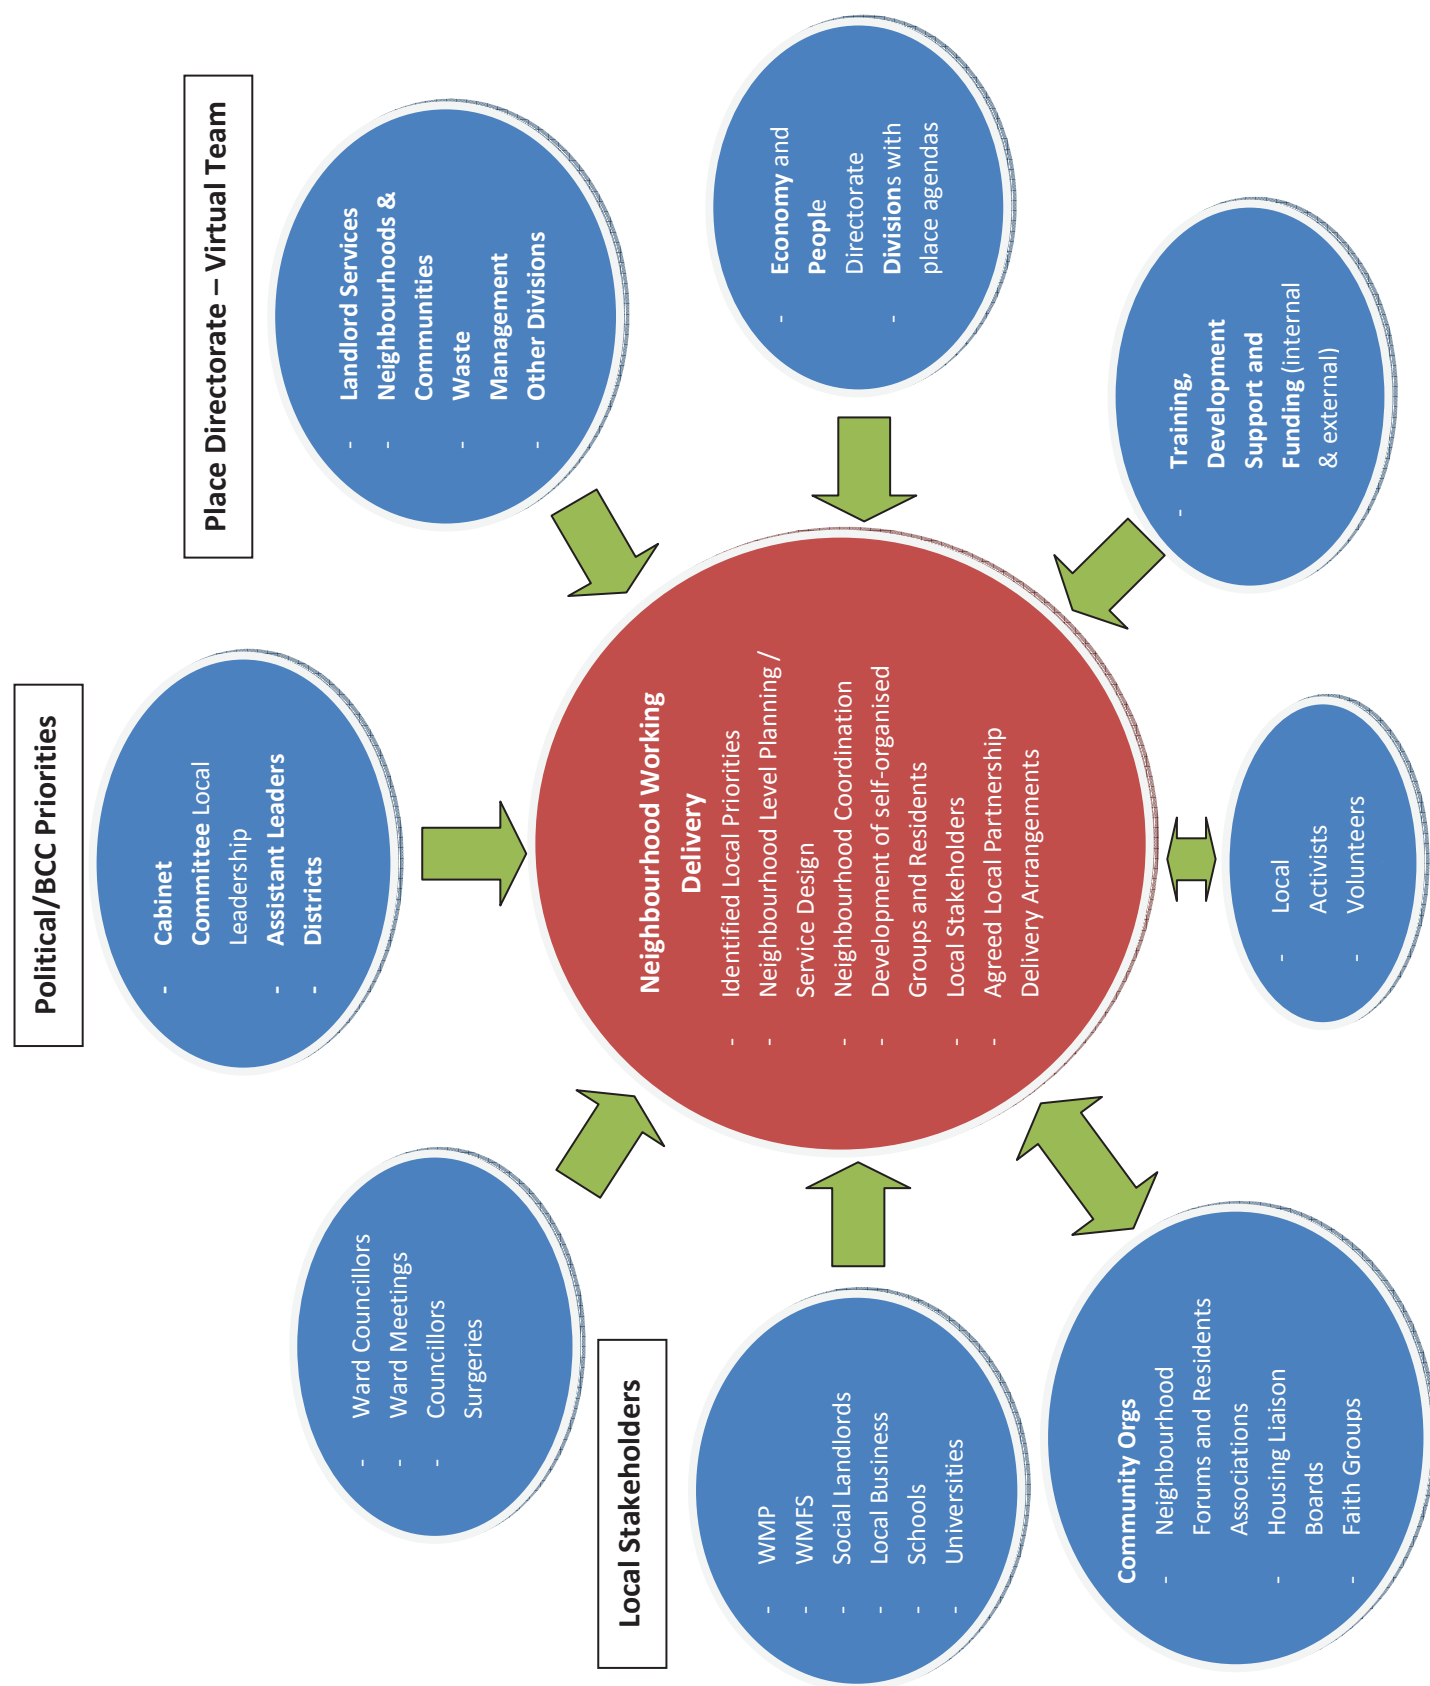 Political/BCC Priorities
Place Directorate – Virtual Team
- Cabinet
Committee Local
Leadership
- Assistant Leaders
- Districts
- Landlord Services
- Neighbourhoods &
Communities
- Waste
Management
- Other Divisions
- Ward Councillors
- Ward Meetings
- Councillors
Surgeries
Local Stakeholders
- WMP
- WMFS
- Social Landlords
- Local Business
- Schools
- Universities
Neighbourhood Working
Delivery
- Identified Local Priorities
- Neighbourhood Level Planning /
Service Design
- Neighbourhood Coordination
- Development of self-organised
Groups and Residents
- Local Stakeholders
- Agreed Local Partnership
Delivery Arrangements
- Economy and
People
Directorate
- Divisions with
place agendas
Community Orgs
- Neighbourhood
Forums and Residents
Associations
- Housing Liaison
Boards
- Faith Groups
- Local
Activists
- Volunteers
- Training,
Development
Support and
Funding (internal
& external)